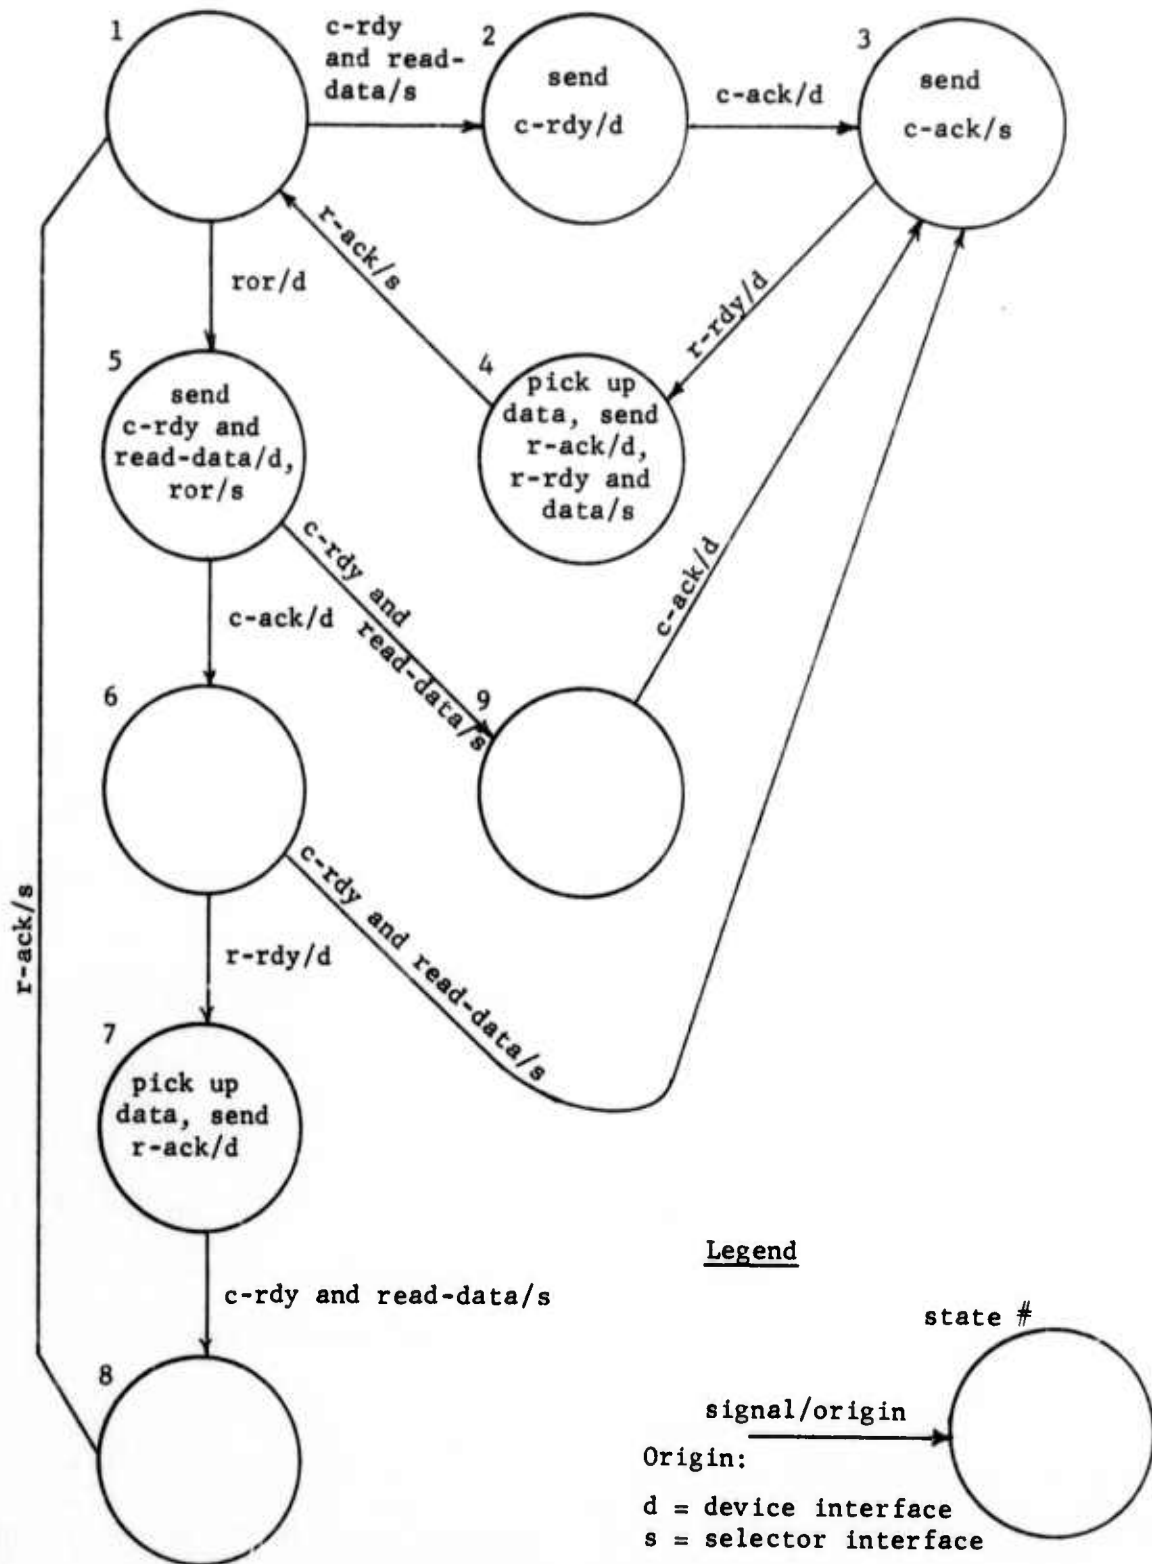 1
c-rdy
and read-
data/s
2
send
c-rdy/d
c-ack/d
3
send
c-ack/s
r-ack/s
r-rdy/d
ror/d
5
send
c-rdy and
read-data/d,
ror/s
4
pick up
data, send
r-ack/d,
r-rdy and
data/s
c-rdy and
read-data/s
c-ack/d
c-ack/d
6
9
c-rdy and read-data/s
r-ack/s
r-rdy/d
7
pick up
data, send
r-ack/d
c-rdy and read-data/s
8
Legend
state #
signal/origin
Origin:
d = device interface
s = selector interface